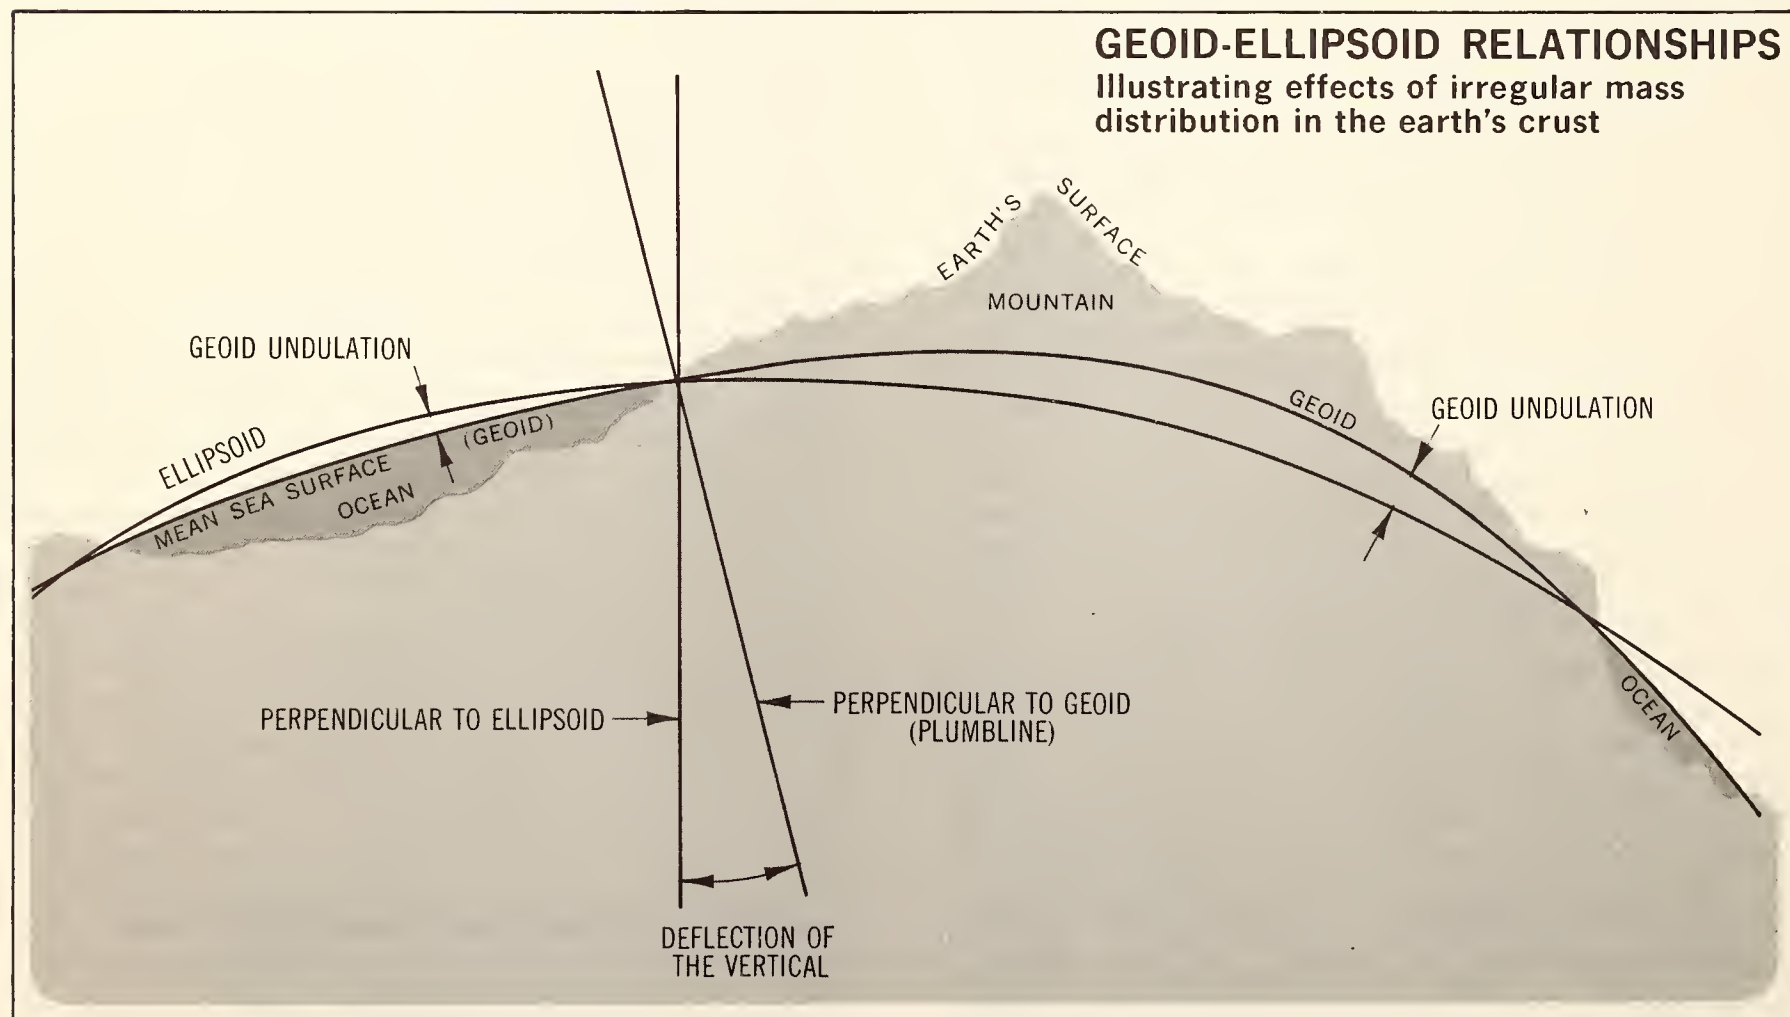 GEOID-ELLIPSOID RELATIONSHIPS
Illustrating effects of irregular mass
distribution in the earth's crust
EARTH'S SURFACE
MOUNTAIN
GEOID UNDULATION
ELLIPSOID
(GEOID)
MEAN SEA SURFACE
OCEAN
GEOID
GEOID UNDULATION
PERPENDICULAR TO ELLIPSOID
PERPENDICULAR TO GEOID
(PLUMBLINE)
OCEAN
DEFLECTION OF
THE VERTICAL